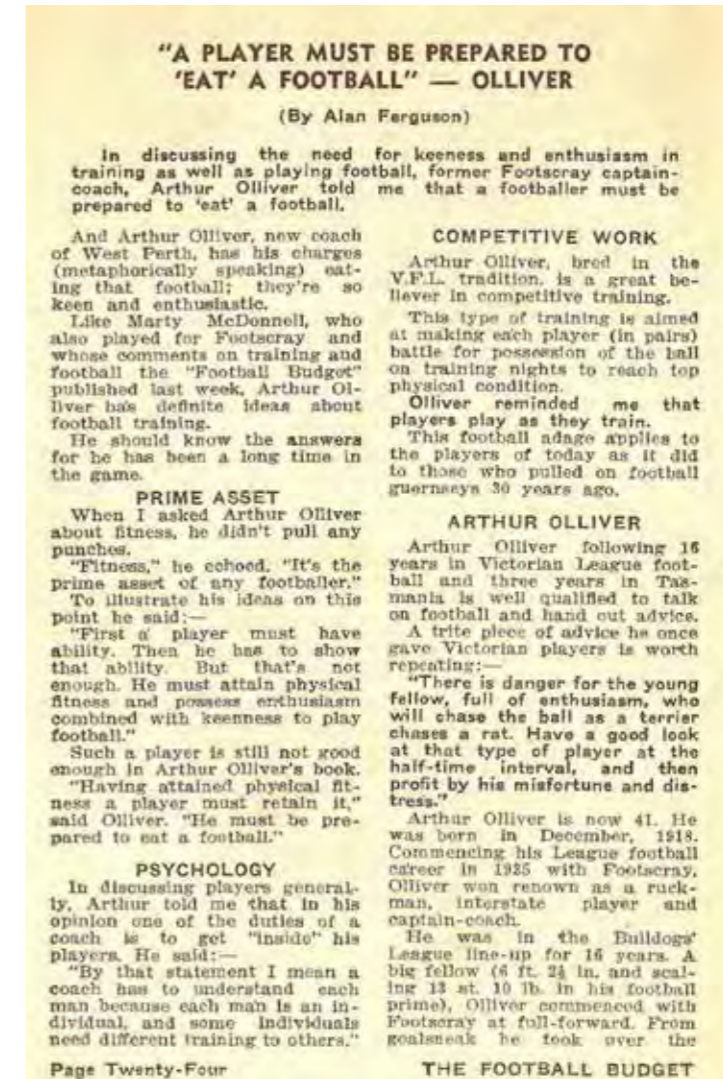 "A PLAYER MUST BE PREPARED TO
'EAT' A FOOTBALL" — OLLIVER
(By Alan Ferguson)
In discussing the need for keeness and enthusiasm in
training as well as playing football, former Footscray captain-
coach, Arthur Olliver told me that a footballer must be
prepared to 'eat' a football.
And Arthur Olliver, new coach
of West Perth, has his charges
(metaphorically speaking) eat-
ing that football; they're so
keen and enthusiastic.
Like Marty McDonnell, who
also played for Footscray and
whose comments on training and
football the "Football Budget"
published last week, Arthur Ol-
liver has definite ideas about
football training.
He should know the answers
for he has been a long time in
the game.
PRIME ASSET
When I asked Arthur Olliver
about fitness, he didn't pull any
punches.
"Fitness," he echoed. "It's the
prime asset of any footballer."
To illustrate his ideas on this
point he said:—
"First a player must have
ability. Then he has to show
that ability. But that's not
enough. He must attain physical
fitness and possess enthusiasm
combined with keenness to play
football."
Such a player is still not good
enough in Arthur Olliver's book.
"Having attained physical fit-
ness a player must retain it,"
said Olliver. "He must be pre-
pared to eat a football."
PSYCHOLOGY
In discussing players general-
ly, Arthur told me that in his
opinion one of the duties of a
coach is to get "inside" his
players. He said:—
"By that statement I mean a
coach has to understand each
man because each man is an in-
dividual, and some individuals
need different training to others."
COMPETITIVE WORK
Arthur Olliver, bred in the
V.F.L. tradition, is a great be-
liever in competitive training.
This type of training is aimed
at making each player (in pairs)
battle for possession of the ball
on training nights to reach top
physical condition.
Olliver reminded me that
players play as they train.
This football adage applies to
the players of today as it did
to those who pulled on football
guernseys 30 years ago.
ARTHUR OLLIVER
Arthur Olliver following 16
years in Victorian League foot-
ball and three years in Tas-
mania is well qualified to talk
on football and hand out advice.
A trite piece of advice he once
gave Victorian players is worth
repeating:—
"There is danger for the young
fellow, full of enthusiasm, who
will chase the ball as a terrier
chases a rat. Have a good look
at that type of player at the
half-time interval, and then
profit by his misfortune and dis-
tress."
Arthur Olliver is now 41. He
was born in December, 1918.
Commencing his League football
career in 1935 with Footscray,
Olliver won renown as a ruck-
man, interstate player and
captain-coach.
He was in the Bulldogs'
League line-up for 16 years. A
big fellow (6 ft. 2½ in. and scal-
ing 13 st. 10 lb. in his football
prime), Olliver commenced with
Footscray at full-forward. From
goalsneak he took over the
Page Twenty-Four
THE FOOTBALL BUDGET